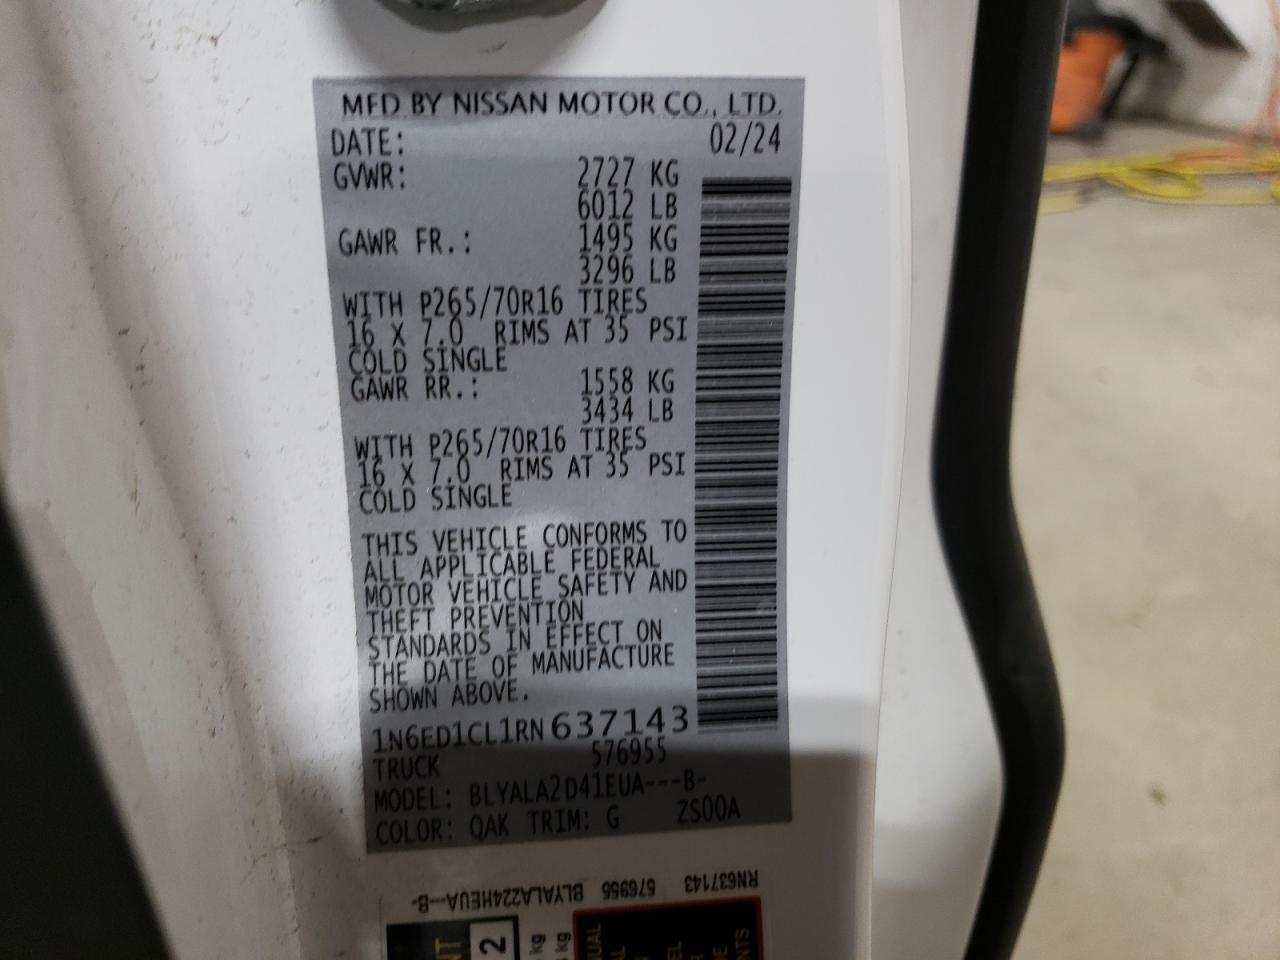 MFD BY NISSAN MOTOR CO., LTD.
DATE: 02/24
GVWR: 2727 KG
6012 LB
GAWR FR.: 1495 KG
3296 LB
WITH P265/70R16 TIRES
16 X 7.0 RIMS AT 35 PSI
COLD SINGLE
GAWR RR.: 1558 KG
3434 LB
WITH P265/70R16 TIRES
16 X 7.0 RIMS AT 35 PSI
COLD SINGLE
THIS VEHICLE CONFORMS TO
ALL APPLICABLE FEDERAL
MOTOR VEHICLE SAFETY AND
THEFT PREVENTION
STANDARDS IN EFFECT ON
THE DATE OF MANUFACTURE
SHOWN ABOVE.
1N6ED1CL1RN637143
TRUCK 576955
MODEL: BLYALA2D41EUA---B-
COLOR: QAK TRIM: G ZS00A
RN637143 576955 BLYALA224HEUA--B-
2
kg
kg